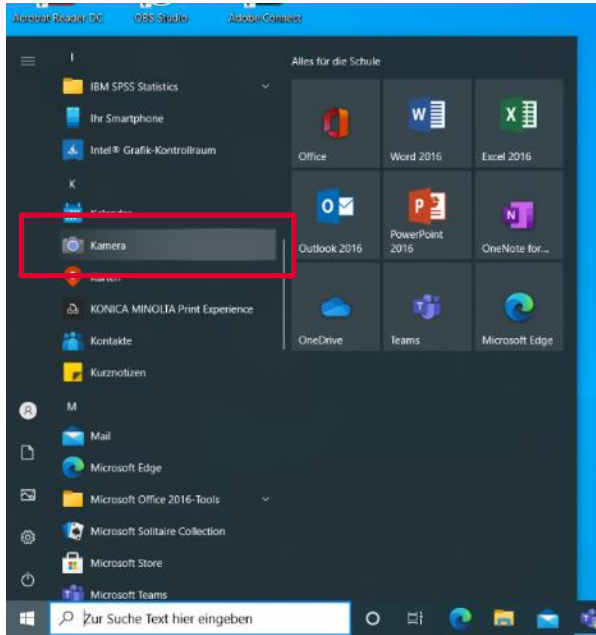 Acrobat Reader DC
OBS Studio
Adobe Connect
I
IBM SPSS Statistics
Ihr Smartphone
Intel® Grafik-Kontrollraum
K
Kalender
Kamera
Karten
KONICA MINOLTA Print Experience
Kontakte
Kurznotizen
M
Mail
Microsoft Edge
Microsoft Office 2016-Tools
Microsoft Solitaire Collection
Microsoft Store
Microsoft Teams
Alles für die Schule
Office
Word 2016
Excel 2016
Outlook 2016
PowerPoint
2016
OneNote for...
OneDrive
Teams
Microsoft Edge
Zur Suche Text hier eingeben